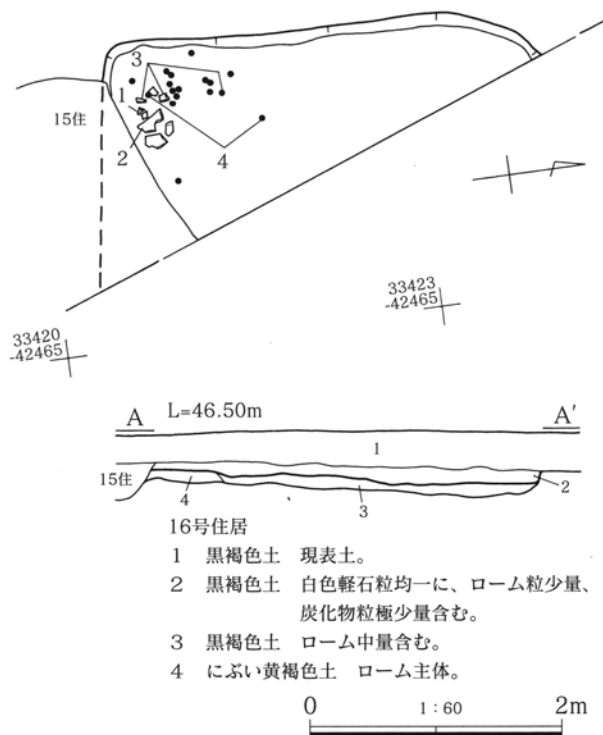 3
15住
1
2
4
33423
-42465
33420
-42465
A L=46.50m A'
1
15住 4 3 2
16号住居
1 黒褐色土 現表土。
2 黒褐色土 白色軽石粒均一に、ローム粒少量、
炭化物粒極少量含む。
3 黒褐色土 ローム中量含む。
4 にぶい黄褐色土 ローム主体。
0 1:60 2m